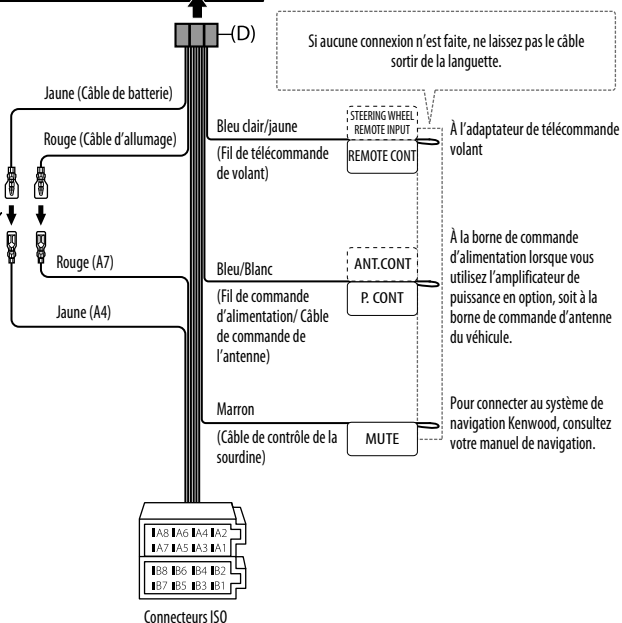 (D)
Si aucune connexion n'est faite, ne laissez pas le câble
sortir de la languette.
Jaune (Câble de batterie)
Rouge (Câble d'allumage)
Bleu clair/jaune
(Fil de télécommande
de volant)
STEERING WHEEL
REMOTE INPUT
REMOTE CONT
À l'adaptateur de télécommande
volant
Rouge (A7)
Jaune (A4)
Bleu/Blanc
(Fil de commande
d'alimentation/ Câble
de commande de
l'antenne)
ANT.CONT
P. CONT
À la borne de commande
d'alimentation lorsque vous
utilisez l'amplificateur de
puissance en option, soit à la
borne de commande d'antenne
du véhicule.
Marron
(Câble de contrôle de la
sourdine)
MUTE
Pour connecter au système de
navigation Kenwood, consultez
votre manuel de navigation.
A8 A6 A4 A2
A7 A5 A3 A1
B8 B6 B4 B2
B7 B5 B3 B1
Connecteurs ISO